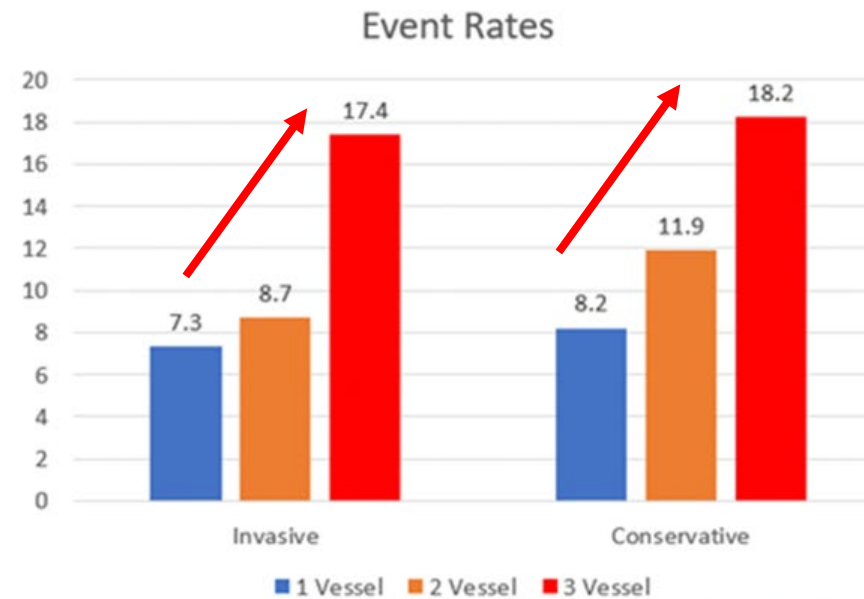 Event Rates
20
18
16
14
12
10
8
6
4
2
0
7.3
8.7
17.4
8.2
11.9
18.2
Invasive
Conservative
1 Vessel
2 Vessel
3 Vessel